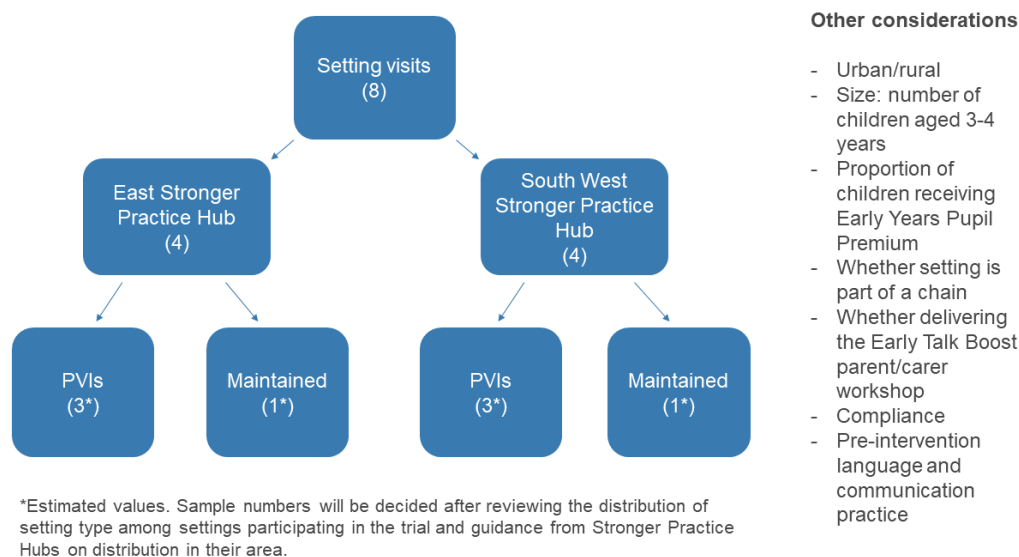 Setting visits
(8)
East Stronger
Practice Hub
(4)
South West
Stronger Practice
Hub
(4)
PVIs
(3*)
Maintained
(1*)
PVIs
(3*)
Maintained
(1*)
*Estimated values. Sample numbers will be decided after reviewing the distribution of
setting type among settings participating in the trial and guidance from Stronger Practice
Hubs on distribution in their area.
Other considerations
- Urban/rural
- Size: number of
children aged 3-4
years
- Proportion of
children receiving
Early Years Pupil
Premium
- Whether setting is
part of a chain
- Whether delivering
the Early Talk Boost
parent/carer
workshop
- Compliance
- Pre-intervention
language and
communication
practice